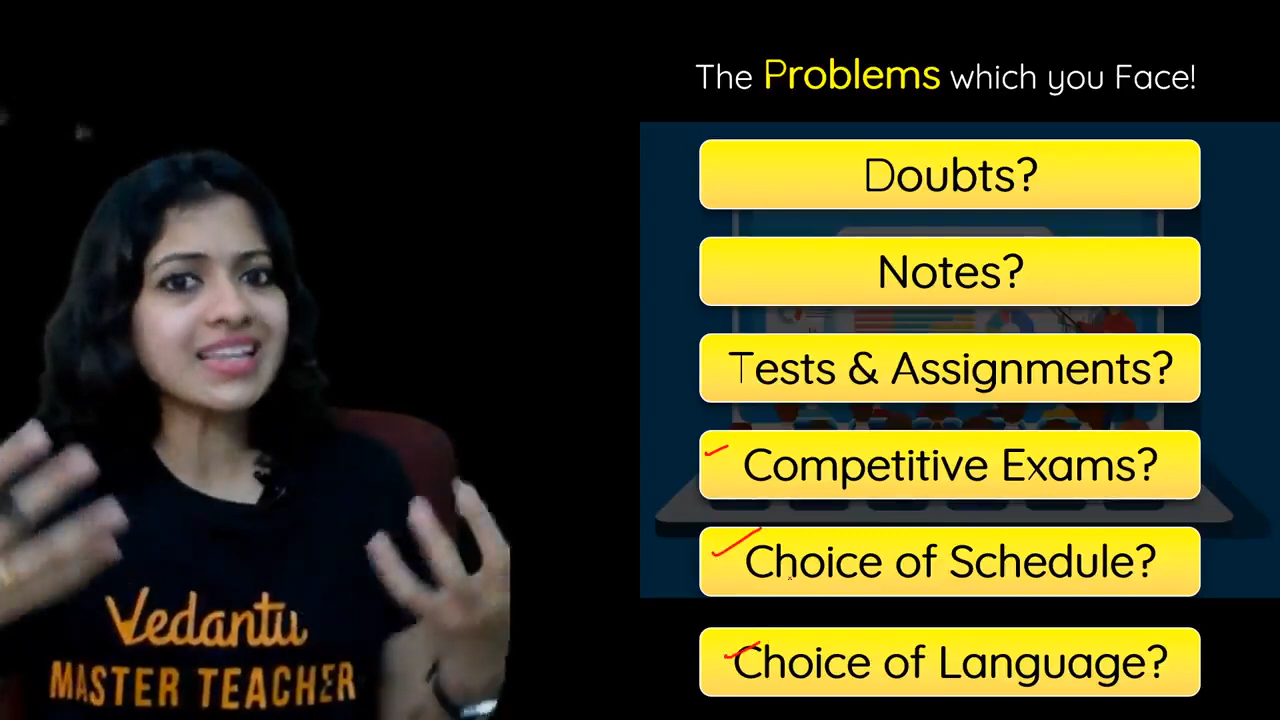 The Problems which you Face!
Doubts?
Notes?
Tests & Assignments?
Competitive Exams?
Choice of Schedule?
Choice of Language?
Vedantu
MASTER TEACHER